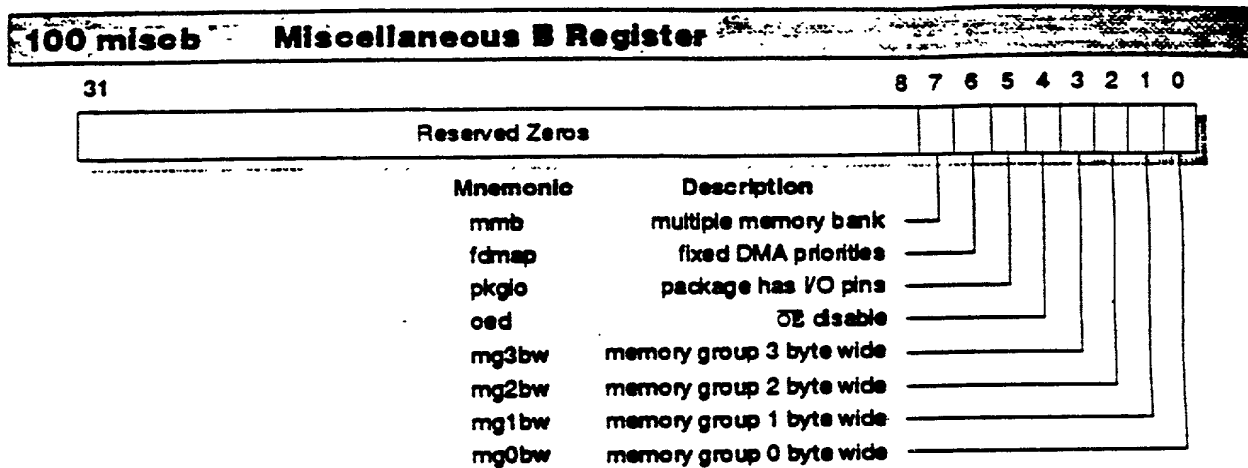 100 miscb Miscellaneous B Register
31 8 7 6 5 4 3 2 1 0
Reserved Zeros
Mnemonic Description
mmb multiple memory bank
fdmap fixed DMA priorities
pkgio package has I/O pins
oed O̅E̅ disable
mg3bw memory group 3 byte wide
mg2bw memory group 2 byte wide
mg1bw memory group 1 byte wide
mg0bw memory group 0 byte wide